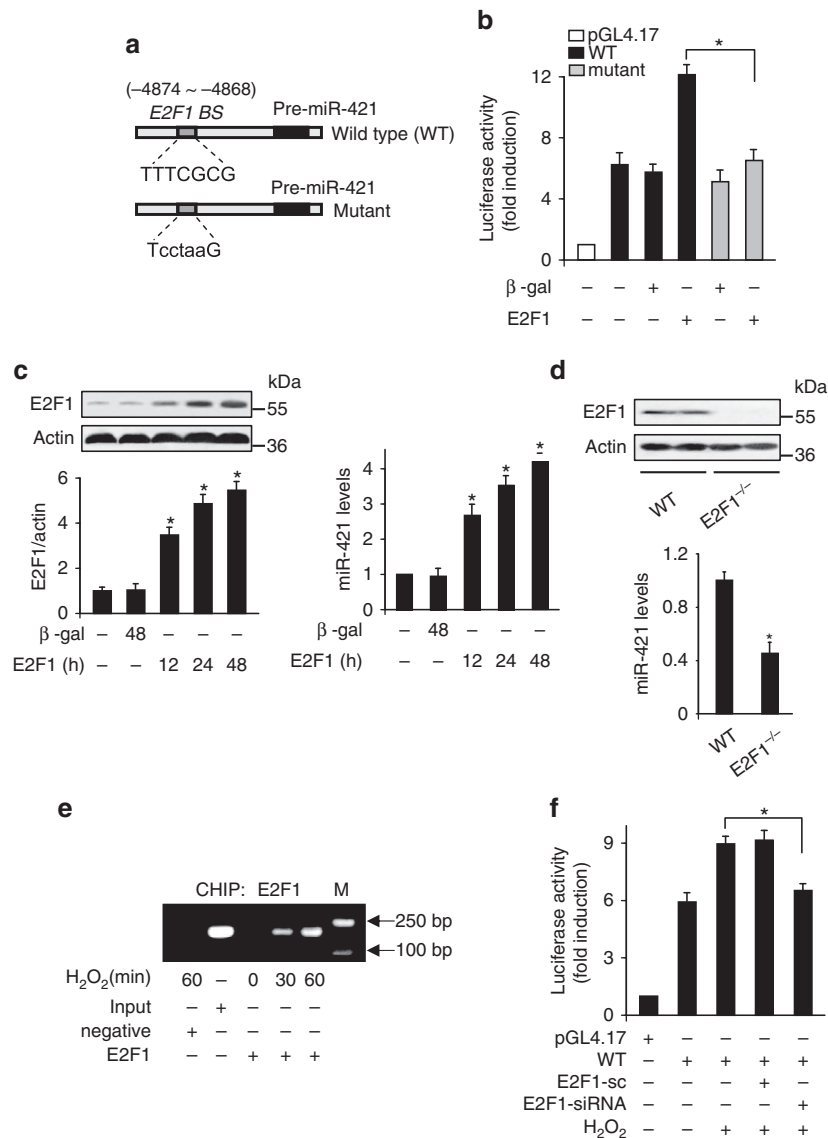 a
(–4874 ~ –4868)
E2F1 BS
Pre-miR-421
Wild type (WT)
TTTCGCG
Pre-miR-421
Mutant
TcctaaG
b
pGL4.17
WT
mutant
*
Luciferase activity
(fold induction)
12
8
4
0
β-gal – – + – + –
E2F1 – – – + – +
c
kDa
E2F1
55
Actin
36
E2F1/actin
6
4
2
0
* * *
β-gal – 48 – – –
E2F1 (h) – – 12 24 48
miR-421 levels
4
3
2
1
0
* * *
β-gal – 48 – – –
E2F1 (h) – – 12 24 48
d
kDa
E2F1
55
Actin
36
WT
E2F1–/–
miR-421 levels
1.2
0.8
0.4
0
*
WT
E2F1–/–
e
CHIP: E2F1 M
250 bp
100 bp
H2O2(min) 60 – 0 30 60
Input – + – – –
negative + – – – –
E2F1 – – + + +
f
*
Luciferase activity
(fold induction)
9
6
3
0
pGL4.17 + – – – –
WT – + + + +
E2F1-sc – – – + –
E2F1-siRNA – – – – +
H2O2 – – + + +